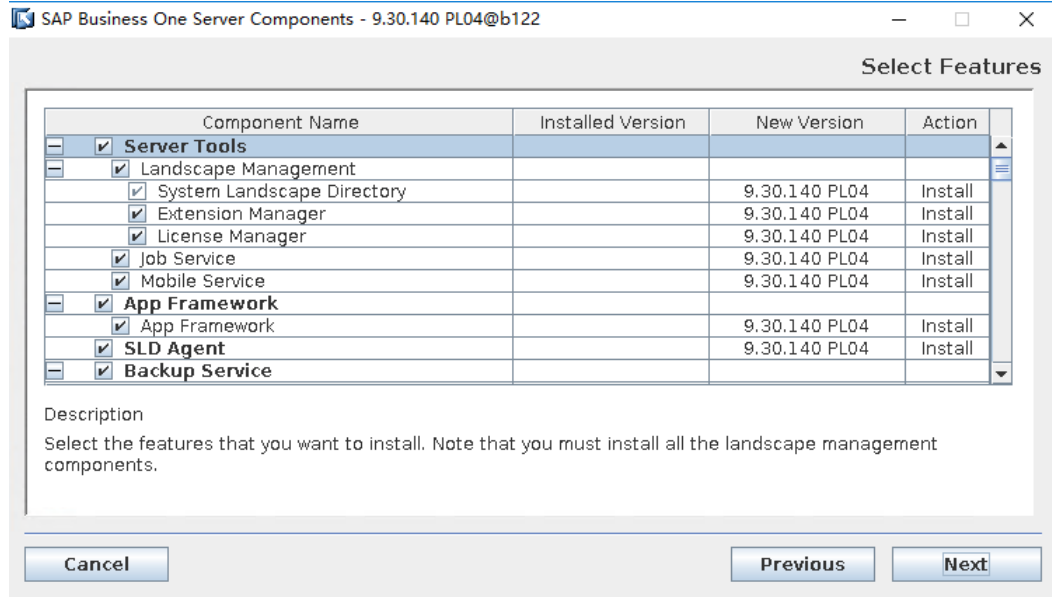 SAP Business One Server Components - 9.30.140 PL04@b122
Select Features
Component Name Installed Version New Version Action
Server Tools
Landscape Management
System Landscape Directory 9.30.140 PL04 Install
Extension Manager 9.30.140 PL04 Install
License Manager 9.30.140 PL04 Install
Job Service 9.30.140 PL04 Install
Mobile Service 9.30.140 PL04 Install
App Framework
App Framework 9.30.140 PL04 Install
SLD Agent 9.30.140 PL04 Install
Backup Service
Description
Select the features that you want to install. Note that you must install all the landscape management
components.
Cancel Previous Next